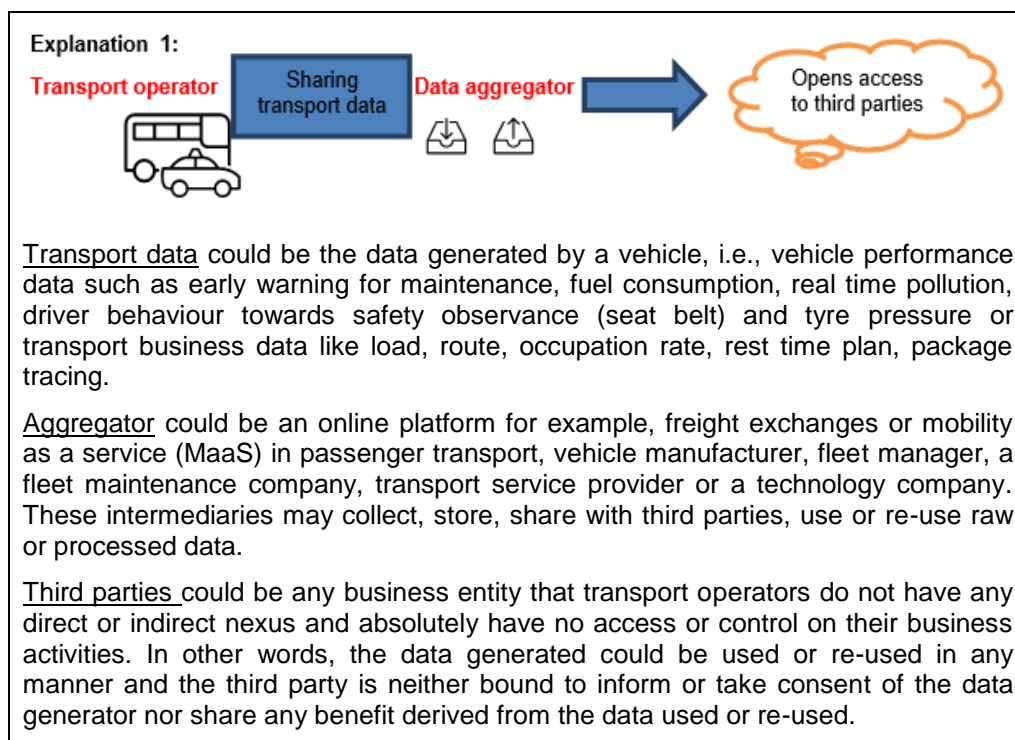 Explanation 1:
Transport operator
Sharing
transport data
Data aggregator
Opens access
to third parties
Transport data could be the data generated by a vehicle, i.e., vehicle performance
data such as early warning for maintenance, fuel consumption, real time pollution,
driver behaviour towards safety observance (seat belt) and tyre pressure or
transport business data like load, route, occupation rate, rest time plan, package
tracing.
Aggregator could be an online platform for example, freight exchanges or mobility
as a service (MaaS) in passenger transport, vehicle manufacturer, fleet manager, a
fleet maintenance company, transport service provider or a technology company.
These intermediaries may collect, store, share with third parties, use or re-use raw
or processed data.
Third parties could be any business entity that transport operators do not have any
direct or indirect nexus and absolutely have no access or control on their business
activities. In other words, the data generated could be used or re-used in any
manner and the third party is neither bound to inform or take consent of the data
generator nor share any benefit derived from the data used or re-used.